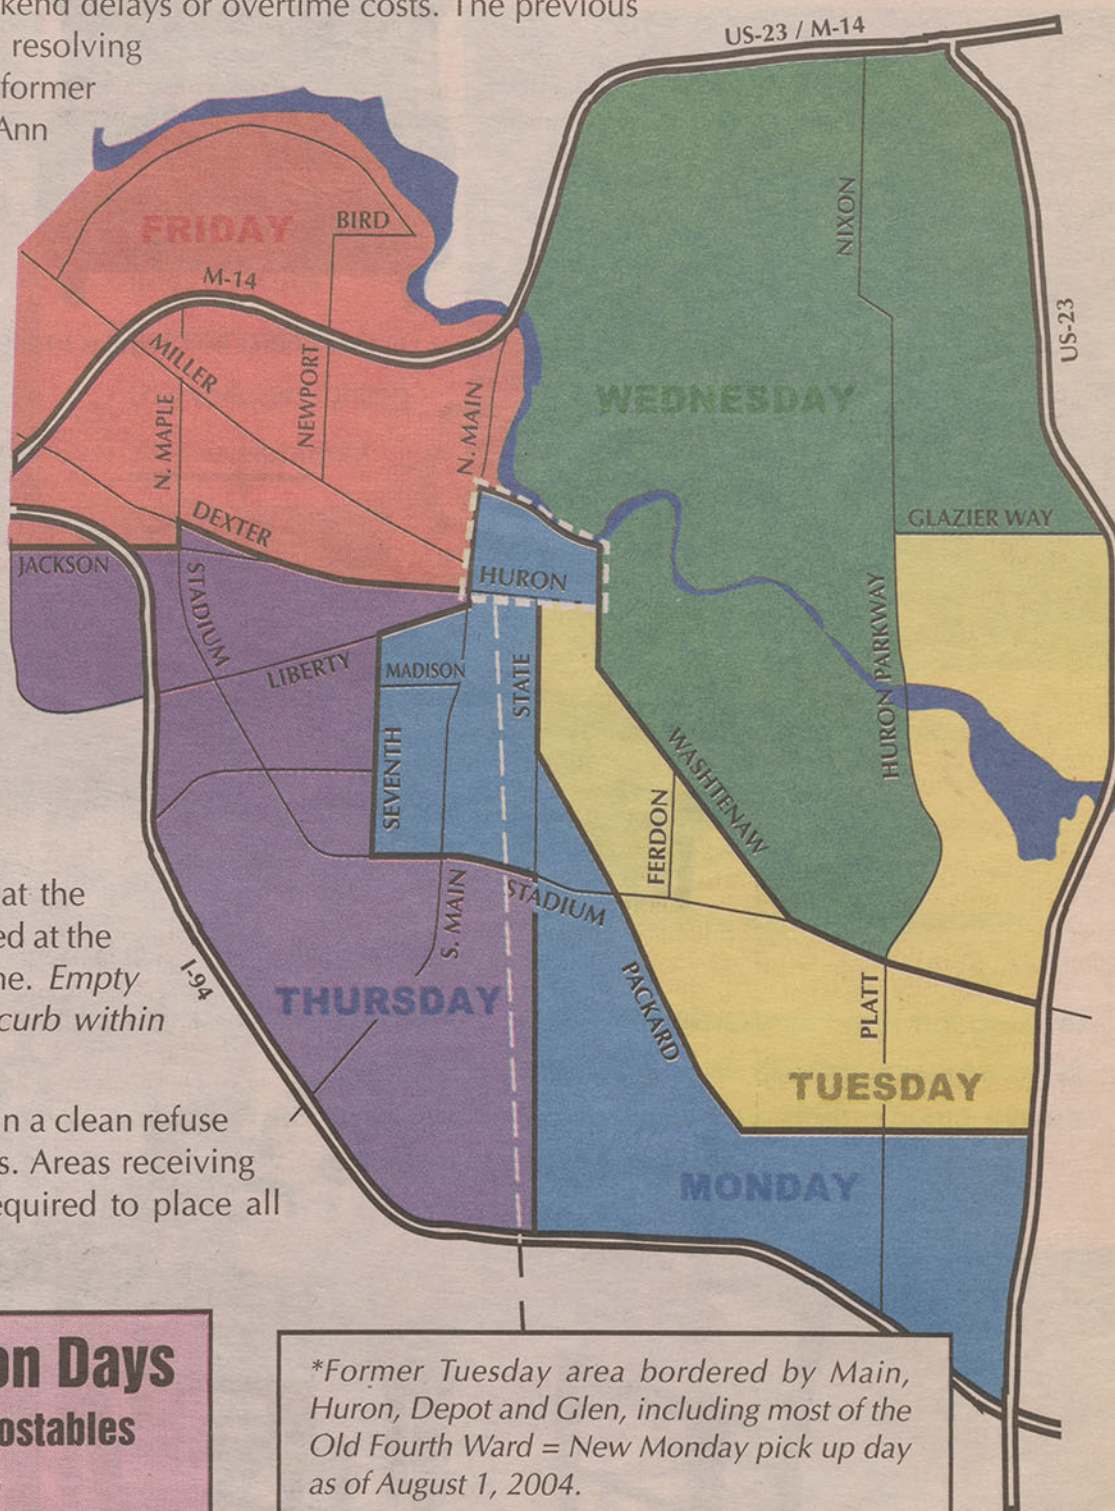 kend delays or overtime costs. The previous
resolving
former
Ann
US-23 / M-14
FRIDAY
BIRD
NIXON
M-14
US-23
MILLER
NEWPORT
N. MAPLE
N. MAIN
WEDNESDAY
DEXTER
GLAZIER WAY
JACKSON
HURON
STADIUM
LIBERTY
MADISON
STATE
HURON PARKWAY
SEVENTH
WASHTENAW
FERDON
STADIUM
S. MAIN
at the
ed at the
ne. Empty
curb within
I-94
THURSDAY
PACKARD
PLATT
TUESDAY
n a clean refuse
s. Areas receiving
equired to place all
MONDAY
on Days
ostables
*Former Tuesday area bordered by Main,
Huron, Depot and Glen, including most of the
Old Fourth Ward = New Monday pick up day
as of August 1, 2004.